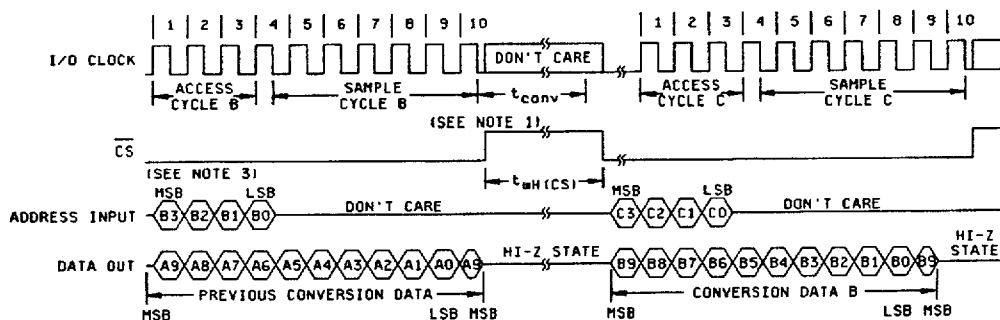 1 2 3 4 5 6 7 8 9 10 1 2 3 4 5 6 7 8 9 10
I/O CLOCK DON'T CARE
ACCESS CYCLE B SAMPLE CYCLE B tconv ACCESS CYCLE C SAMPLE CYCLE C
(SEE NOTE 1)
CS
(SEE NOTE 3) twH(CS)
MSB LSB MSB LSB
ADDRESS INPUT B3 B2 B1 B0 DON'T CARE C3 C2 C1 C0 DON'T CARE
HI-Z STATE
DATA OUT A9 A8 A7 A6 A5 A4 A3 A2 A1 A0 A9 HI-Z STATE B9 B8 B7 B6 B5 B4 B3 B2 B1 B0 B9
PREVIOUS CONVERSION DATA CONVERSION DATA B
MSB LSB MSB MSB LSB MSB